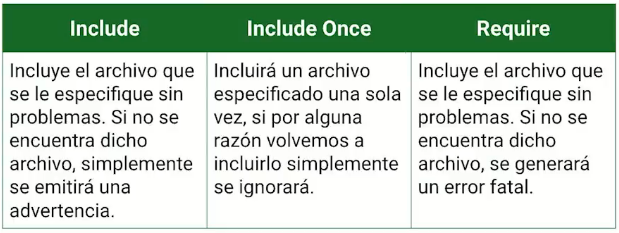 Include
Include Once
Require
Incluye el archivo que
se le especifique sin
problemas. Si no se
encuentra dicho
archivo, simplemente
se emitirá una
advertencia.
Incluirá un archivo
especificado una sola
vez, si por alguna
razón volvemos a
incluirlo simplemente
se ignorará.
Incluye el archivo que
se le especifique sin
problemas. Si no se
encuentra dicho
archivo, se generará
un error fatal.